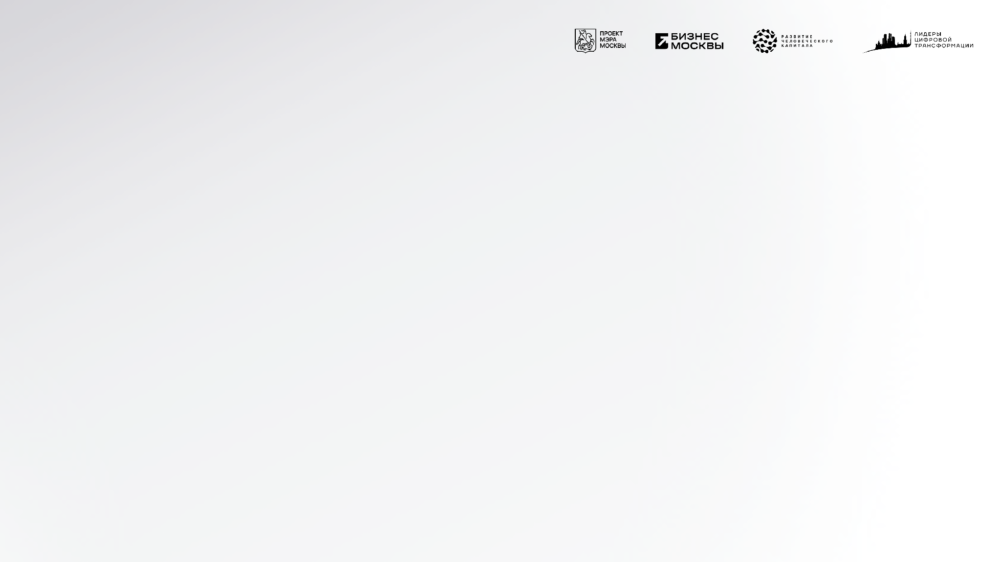 ПРОЕКТ
МЭРА
МОСКВЫ
БИЗНЕС
МОСКВЫ
РАЗВИТИЕ
ЧЕЛОВЕЧЕСКОГО
КАПИТАЛА
ЛИДЕРЫ
ЦИФРОВОЙ
ТРАНСФОРМАЦИИ